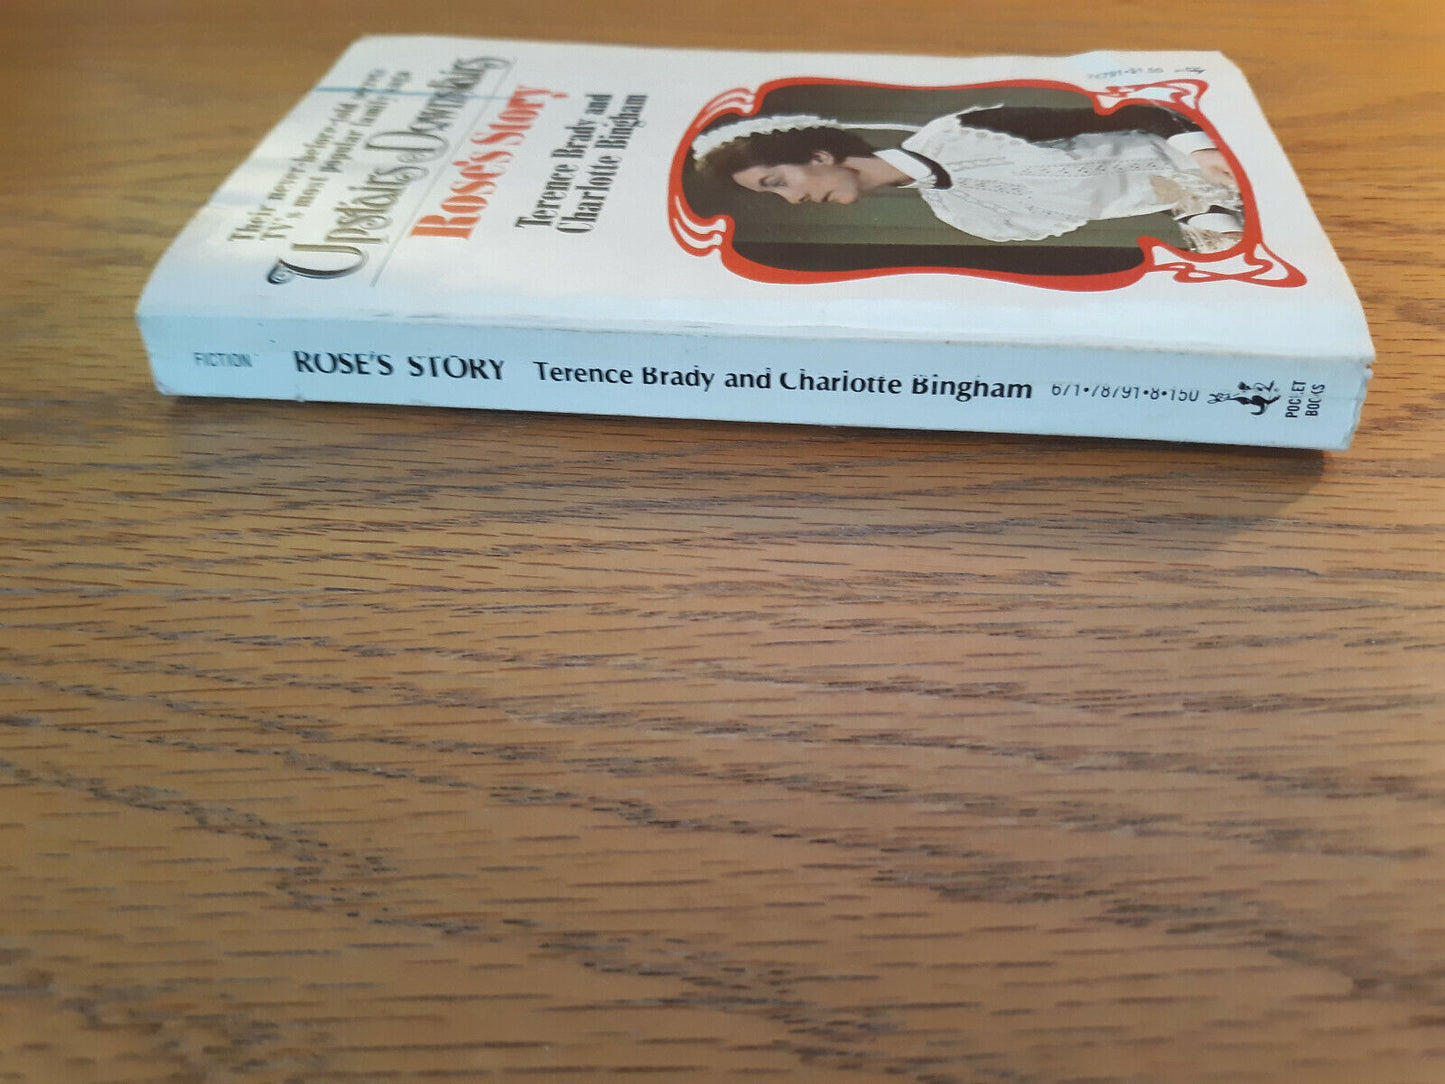 Their never-before-told
TV's most popular family
Upstairs Downstairs
Rose's Story
Terence Brady and
Charlotte Bingham
FICTION
ROSE'S STORY Terence Brady and Charlotte Bingham 671•78791•8•150
POCKET
BOOKS